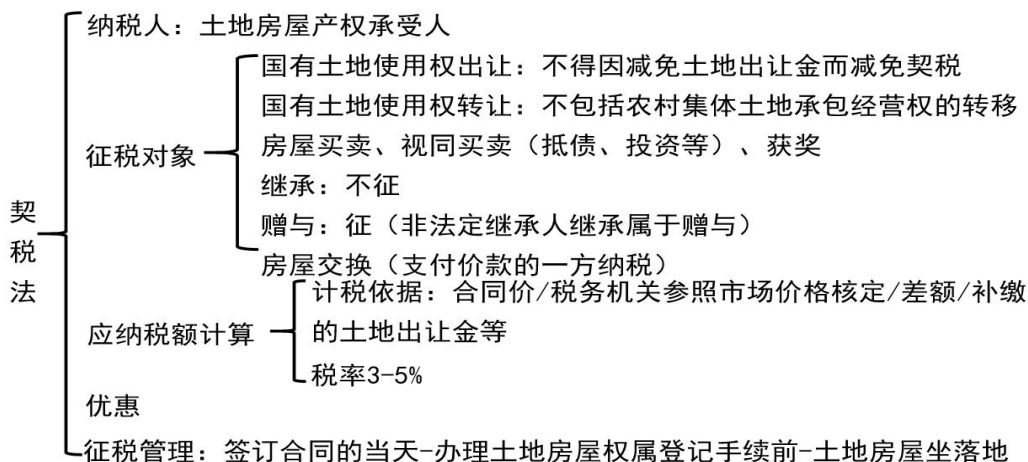 契税法
纳税人：土地房屋产权承受人
征税对象
国有土地使用权出让：不得因减免土地出让金而减免契税
国有土地使用权转让：不包括农村集体土地承包经营权的转移
房屋买卖、视同买卖（抵债、投资等）、获奖
继承：不征
赠与：征（非法定继承人继承属于赠与）
房屋交换（支付价款的一方纳税）
应纳税额计算
计税依据：合同价/税务机关参照市场价格核定/差额/补缴
的土地出让金等
税率3-5%
优惠
征税管理：签订合同的当天-办理土地房屋权属登记手续前-土地房屋坐落地